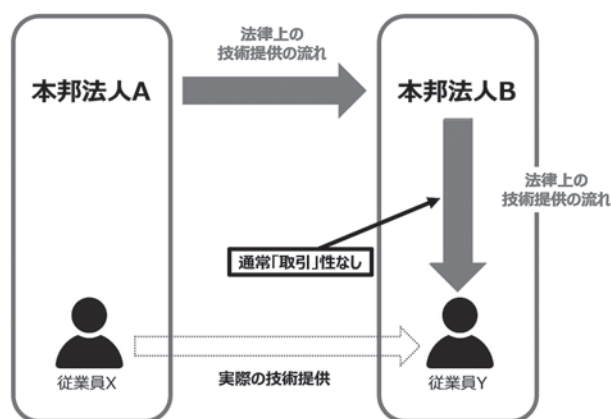 法律上の
技術提供の流れ
本邦法人A
本邦法人B
法律上の
技術提供の流れ
通常「取引」性なし
従業員X
実際の技術提供
従業員Y